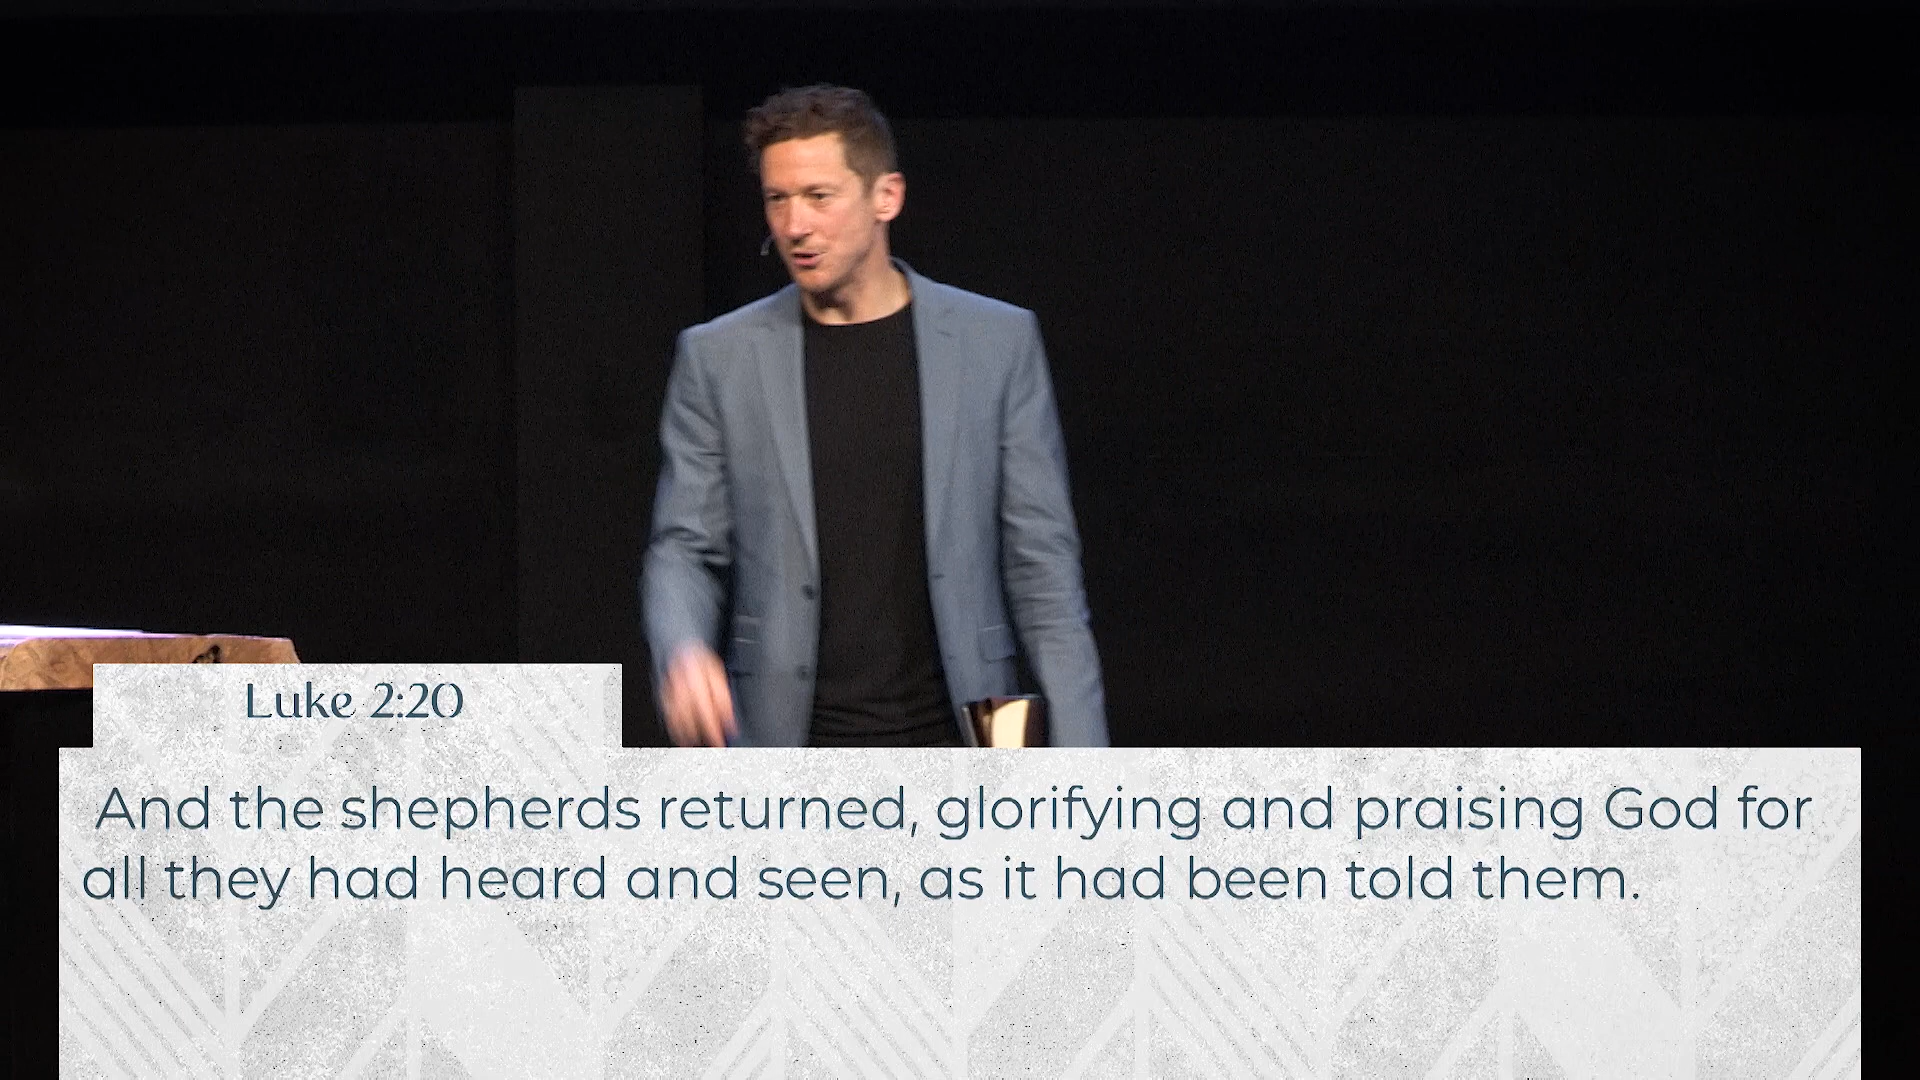 Luke 2:20
And the shepherds returned, glorifying and praising God for
all they had heard and seen, as it had been told them.